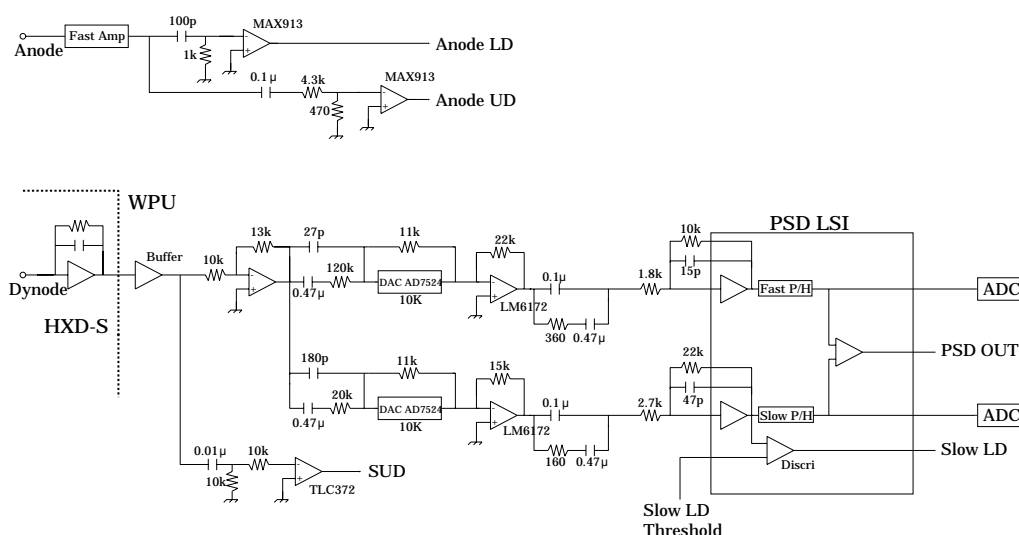 100p
MAX913
Anode
Fast Amp
1k
Anode LD
0.1μ
4.3k
MAX913
470
Anode UD
WPU
PSD LSI
13k
27p
11k
22k
10k
15p
Buffer
10k
0.47μ
120k
DAC AD7524
10K
LM6172
0.1μ
1.8k
Fast P/H
ADC
Dynode
360
0.47μ
HXD-S
PSD OUT
180p
11k
15k
22k
47p
20k
0.47μ
DAC AD7524
10K
LM6172
0.1μ
2.7k
Slow P/H
ADC
160
0.47μ
Slow LD
Discri
0.01μ
10k
10k
SUD
TLC372
Slow LD
Threshold